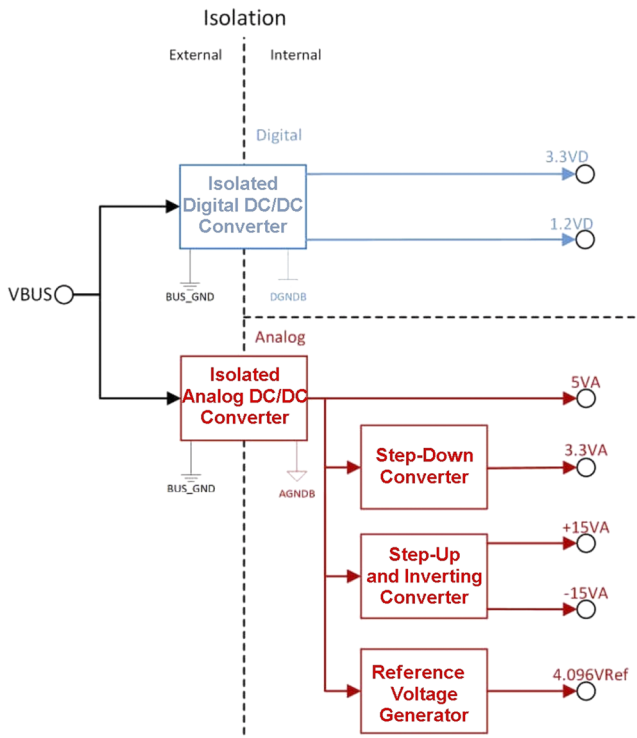 Isolation
External
Internal
Digital
Isolated
Digital DC/DC
Converter
3.3VD
1.2VD
BUS_GND
DGNDB
VBUS
Analog
Isolated
Analog DC/DC
Converter
5VA
BUS_GND
AGNDB
Step-Down
Converter
3.3VA
Step-Up
and Inverting
Converter
+15VA
-15VA
Reference
Voltage
Generator
4.096VRef